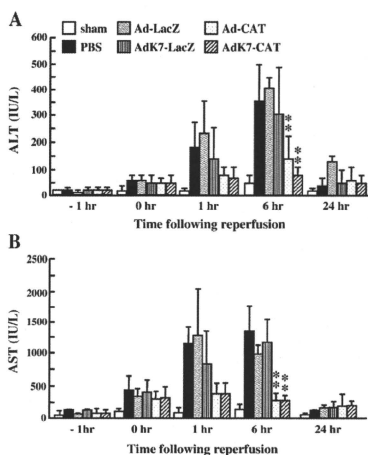 A
sham Ad-LacZ Ad-CAT
PBS AdK7-LacZ AdK7-CAT
ALT (IU/L)
600
500
400
300
200
100
0
** **
- 1 hr 0 hr 1 hr 6 hr 24 hr
Time following reperfusion
B
AST (IU/L)
2500
2000
1500
1000
500
0
** **
- 1hr 0 hr 1 hr 6 hr 24 hr
Time following reperfusion